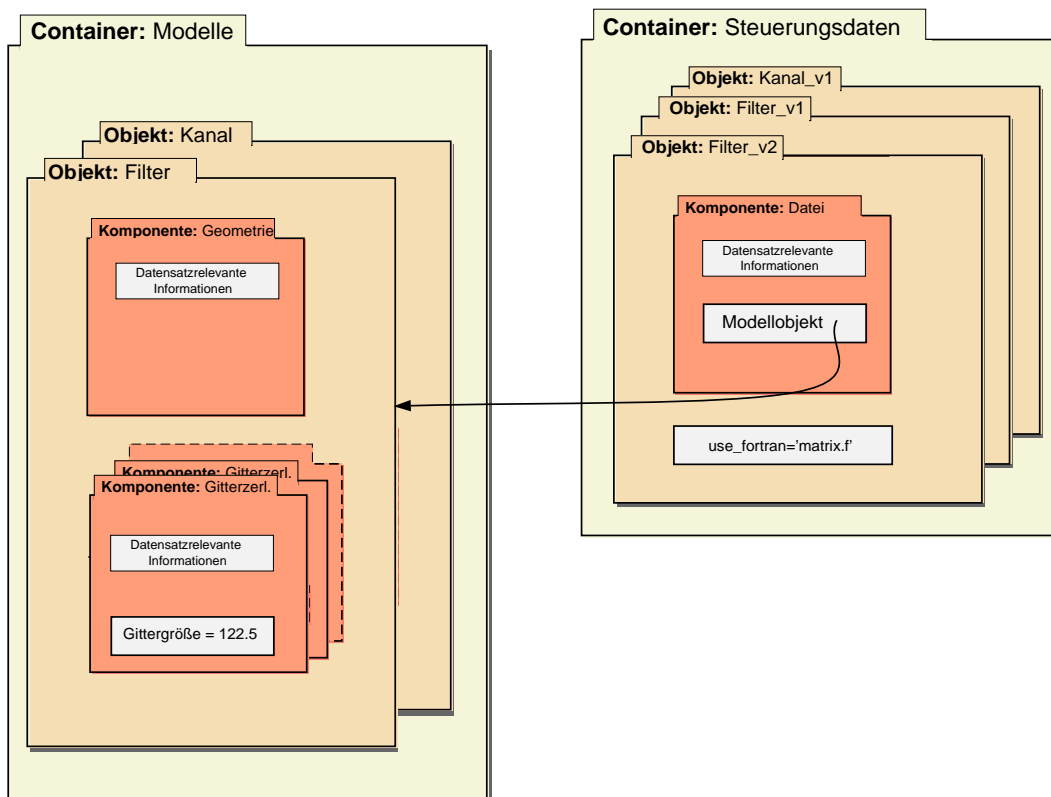 Container: Modelle
Objekt: Kanal
Objekt: Filter
Komponente: Geometrie
Datensatzrelevante
Informationen
Komponente: Gitterzerl.
Komponente: Gitterzerl.
Datensatzrelevante
Informationen
Gittergröße = 122.5
Container: Steuerungsdaten
Objekt: Kanal_v1
Objekt: Filter_v1
Objekt: Filter_v2
Komponente: Datei
Datensatzrelevante
Informationen
Modellobjekt
use_fortran=’matrix.f’